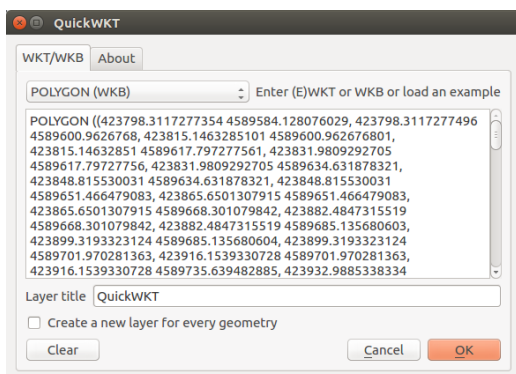 QuickWKT
WKT/WKB About
POLYGON (WKB) Enter (E)WKT or WKB or load an example
POLYGON ((423798.3117277354 4589584.128076029, 423798.3117277496
4589600.9626768, 423815.1463285101 4589600.962676801,
423815.14632851 4589617.797277561, 423831.9809292705
4589617.79727756, 423831.9809292705 4589634.631878321,
423848.815530031 4589634.631878321, 423848.815530031
4589651.466479083, 423865.6501307915 4589651.466479083,
423865.6501307915 4589668.301079842, 423882.4847315519
4589668.301079842, 423882.4847315519 4589685.135680603,
423899.3193323124 4589685.135680604, 423899.3193323124
4589701.970281363, 423916.1539330728 4589701.970281363,
423916.1539330728 4589735.639482885, 423932.9885338334
Layer title QuickWKT
Create a new layer for every geometry
Clear Cancel OK